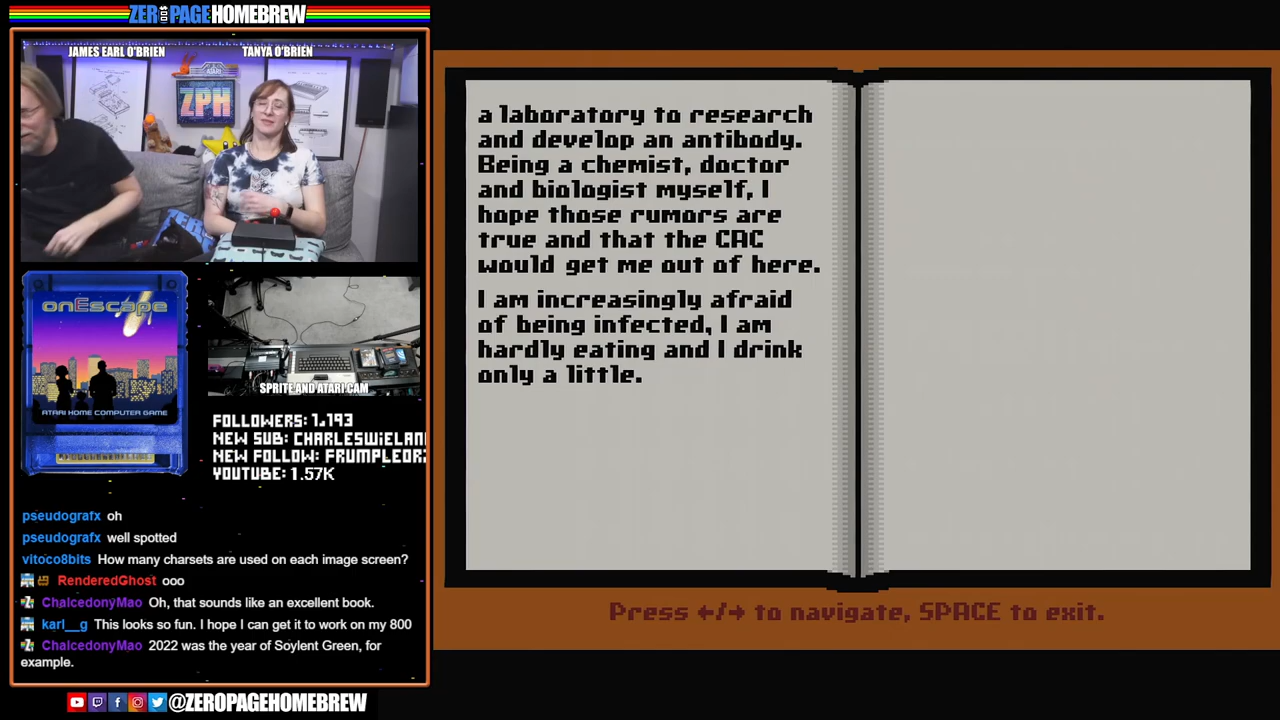 ZEROPAGEHOMEBREW
JAMES EARL O'BRIEN
TANYA O'BRIEN
ATARI
ZPH
onEscape
ATARI HOME COMPUTER GAME
SPRITE AND ATARI CAM
FOLLOWERS: 1,193
NEW SUB: CHARLESWIELAN
NEW FOLLOW: FRUMPLEOR
YOUTUBE: 1.57K
pseudografx oh
pseudografx well spotted
vitoco8bits How many charsets are used on each image screen?
RenderedGhost ooo
ChalcedonyMao Oh, that sounds like an excellent book.
karl__g This looks so fun. I hope I can get it to work on my 800
ChalcedonyMao 2022 was the year of Soylent Green, for
example.
@ZEROPAGEHOMEBREW
a laboratory to research
and develop an antibody.
Being a chemist, doctor
and biologist myself, I
hope those rumors are
true and that the CAC
would get me out of here.
I am increasingly afraid
of being infected, I am
hardly eating and I drink
only a little.
Press ←/→ to navigate, SPACE to exit.